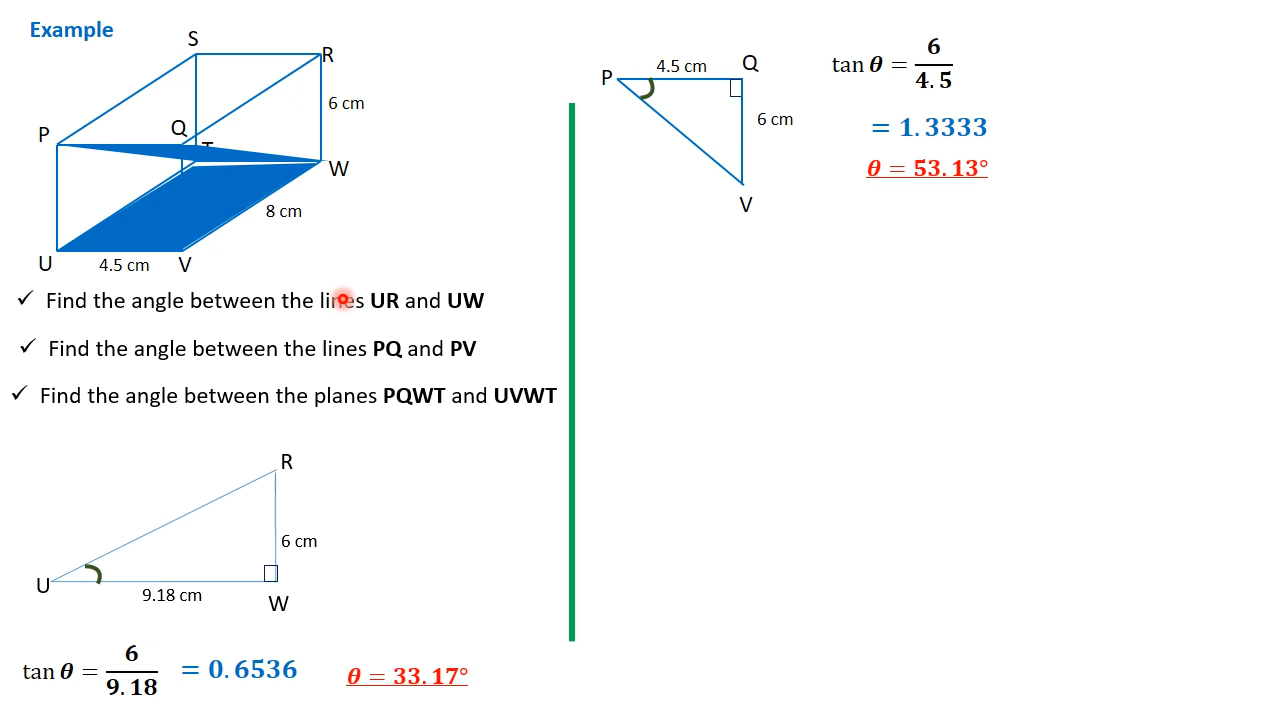 Example
S
R
6 cm
P
Q
T
W
8 cm
U
4.5 cm
V
✓ Find the angle between the lines UR and UW
✓ Find the angle between the lines PQ and PV
✓ Find the angle between the planes PQWT and UVWT
R
6 cm
U
9.18 cm
W
tan θ = 6/9.18 = 0.6536
θ = 33.17°
P
4.5 cm
Q
6 cm
V
tan θ = 6/4.5
= 1.3333
θ = 53.13°